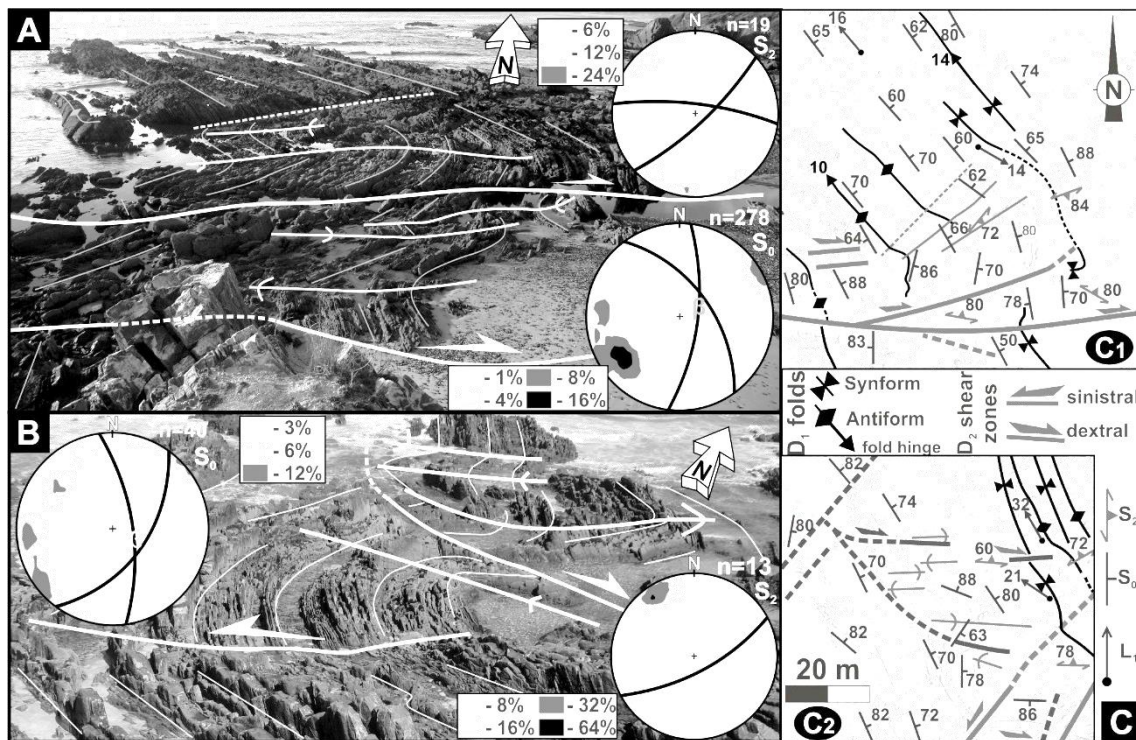 A
N
- 6%
- 12%
- 24%
N
n=19
S2
N
n=278
S0
- 1% - 8%
- 4% - 16%
B
N
n=40
S0
- 3%
- 6%
- 12%
N
N
n=13
S2
- 8% - 32%
- 16% - 64%
65
16
62
80
14
74
N
60
60
65
88
70
14
10
70
62
84
64
66
72
80
80
88
86
70
80
78
70
80
83
50
C1
D1 folds
Synform
Antiform
fold hinge
D2 shear zones
sinistral
dextral
82
74
80
32
72
60
70
21
88
80
63
82
70
78
78
20 m
82
72
86
C2
S2
S0
L1
C